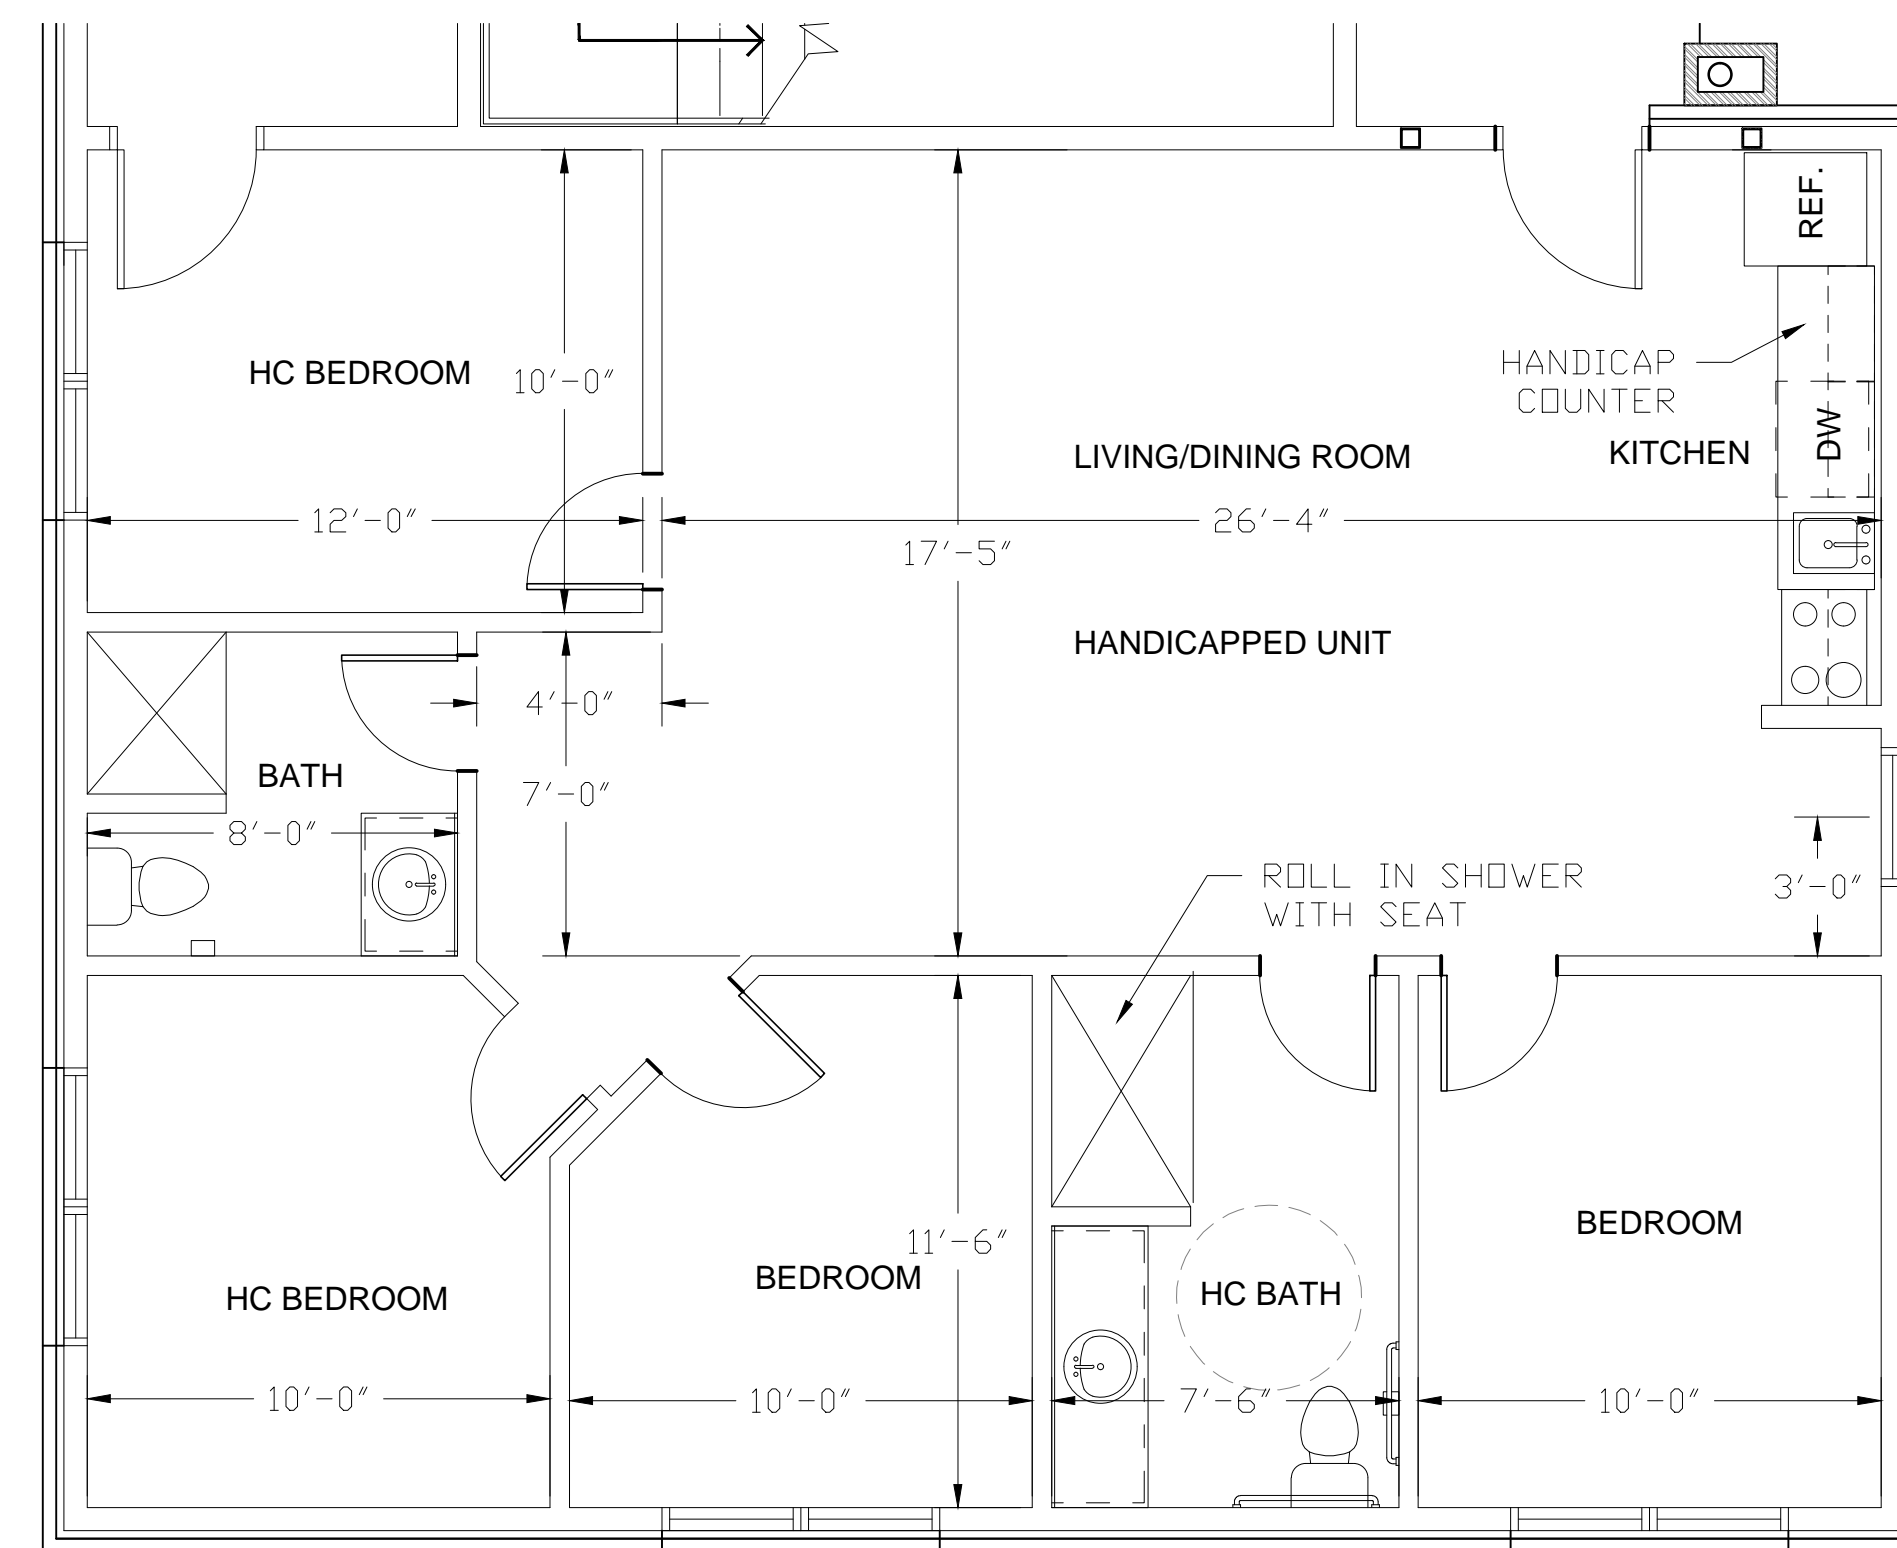 REF.
HANDICAP
COUNTER
HC BEDROOM
10'-0"
DW
KITCHEN
LIVING/DINING ROOM
12'-0"
26'-4"
17'-5"
HANDICAPPED UNIT
4'-0"
BATH
7'-0"
8'-0"
ROLL IN SHOWER
WITH SEAT
3'-0"
BEDROOM
11'-6"
BEDROOM
HC BATH
HC BEDROOM
10'-0"
10'-0"
7'-6"
10'-0"